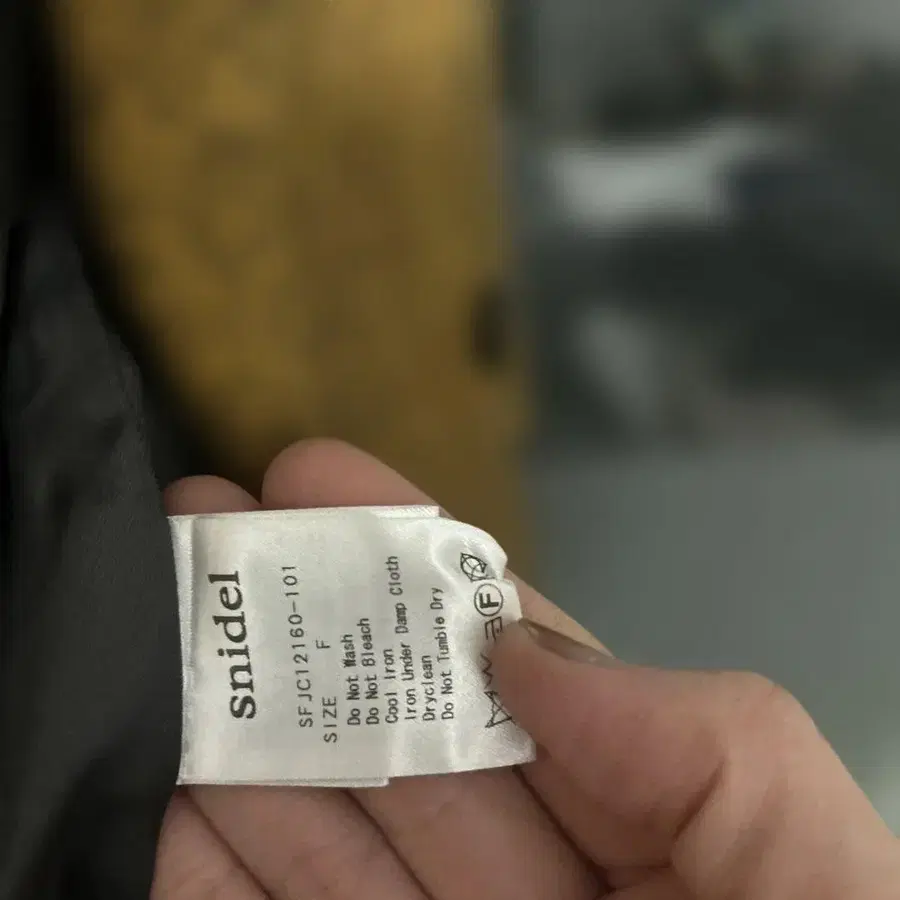 snidel
SFJC12160-101
SIZE F
Do Not Wash
Do Not Bleach
Cool Iron
Iron Under Damp Cloth
Dryclean
Do Not Tumble Dry
F